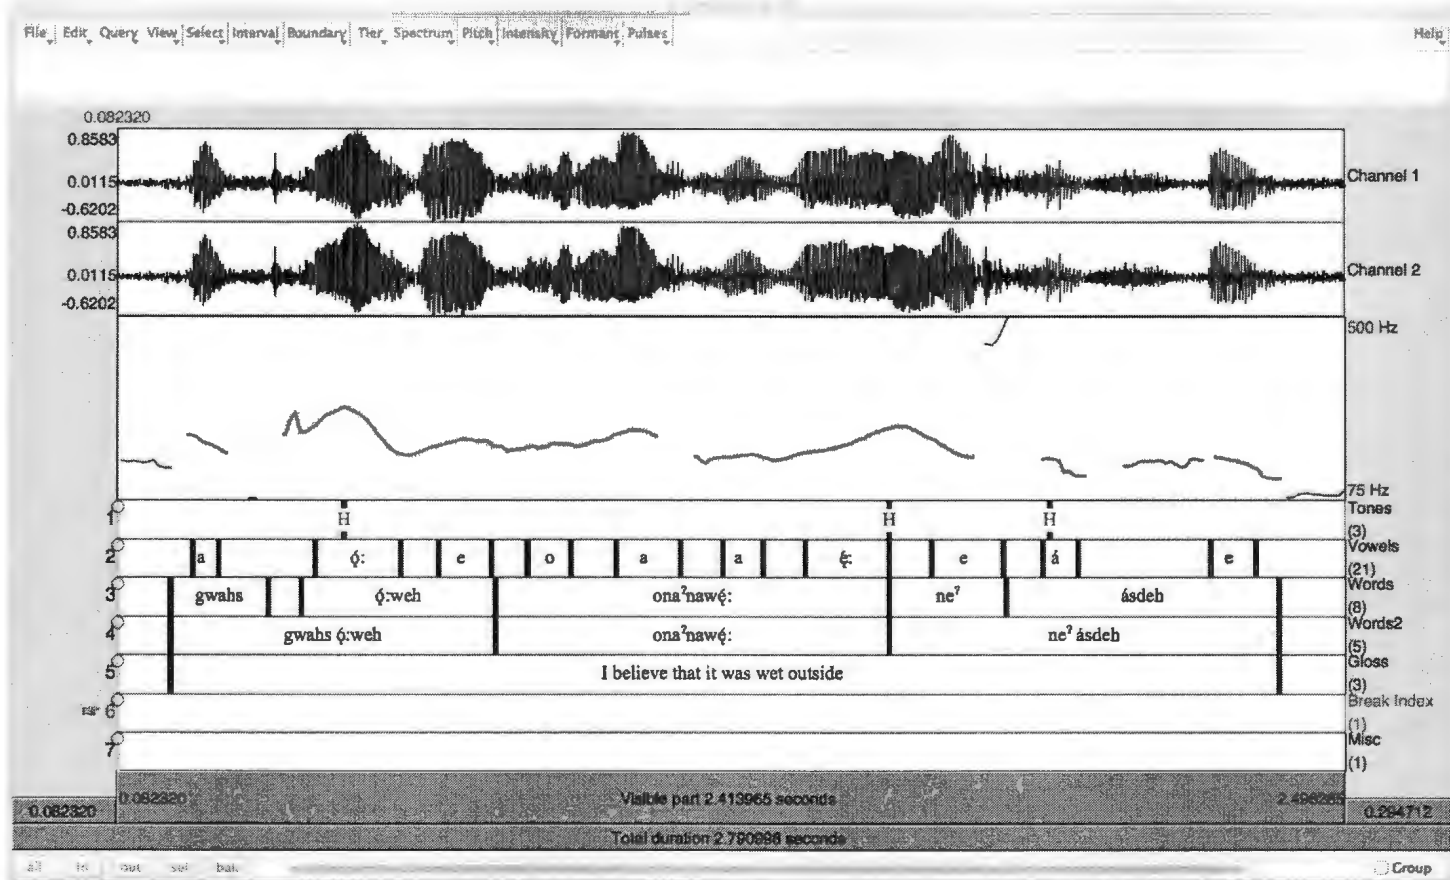 File Edit Query View Select Interval Boundary Tier Spectrum Pitch Intensity Formant Pulses Help
0.082320
0.8583
0.0115
-0.6202
Channel 1
0.8583
0.0115
-0.6202
Channel 2
500 Hz
75 Hz
1 H H H Tones (3)
2 a ǫ́: e o a a ę́: e á e Vowels (21)
3 gwahs ǫ́:weh onaˀnawę́: neˀ ásdeh Words (8)
4 gwahs ǫ́:weh onaˀnawę́: neˀ ásdeh Words2 (5)
5 I believe that it was wet outside Gloss (3)
6 Break Index (1)
7 Misc (1)
0.082320 0.082320 Visible part 2.413965 seconds 0.294712
Total duration 2.790998 seconds
all in out sel bak Group